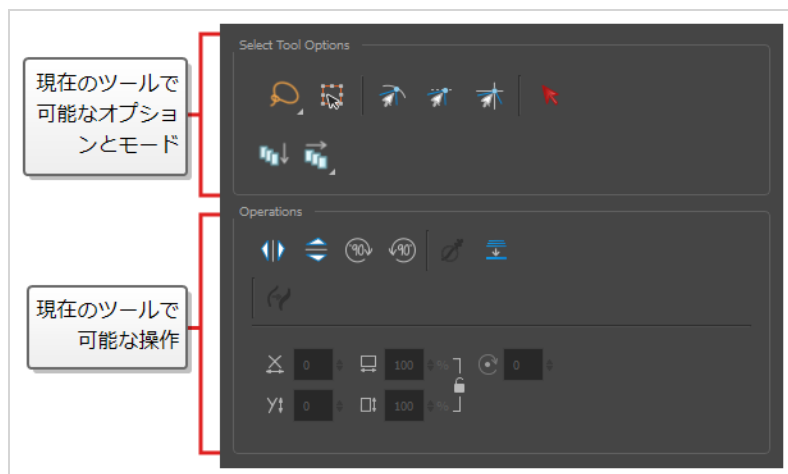 現在のツールで
可能なオプショ
ンとモード
Select Tool Options
Operations
90
90
現在のツールで
可能な操作
X
0
100
%
0
Y
0
100
%